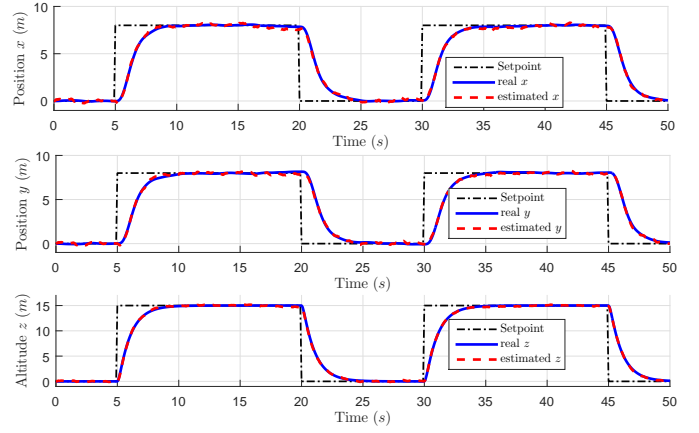 Position x (m)
10
5
0
Setpoint
real x
estimated x
0 5 10 15 20 25 30 35 40 45 50
Time (s)
Position y (m)
10
5
0
Setpoint
real y
estimated y
0 5 10 15 20 25 30 35 40 45 50
Time (s)
Altitude z (m)
15
10
5
0
Setpoint
real z
estimated z
0 5 10 15 20 25 30 35 40 45 50
Time (s)